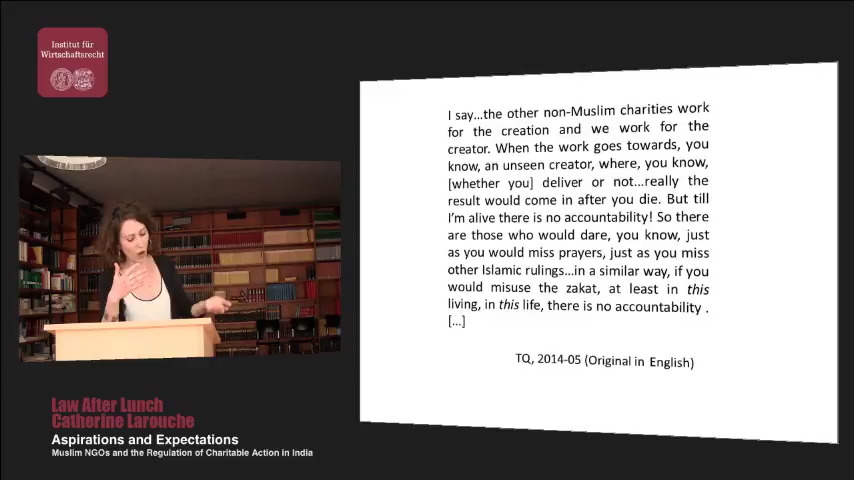 Institut für
Wirtschaftsrecht
I say...the other non-Muslim charities work
for the creation and we work for the
creator. When the work goes towards, you
know, an unseen creator, where, you know,
[whether you] deliver or not...really the
result would come in after you die. But till
I'm alive there is no accountability! So there
are those who would dare, you know, just
as you would miss prayers, just as you miss
other Islamic rulings...in a similar way, if you
would misuse the zakat, at least in this
living, in this life, there is no accountability .
[...]
TQ, 2014-05 (Original in English)
Law After Lunch
Catherine Larouche
Aspirations and Expectations
Muslim NGOs and the Regulation of Charitable Action in India